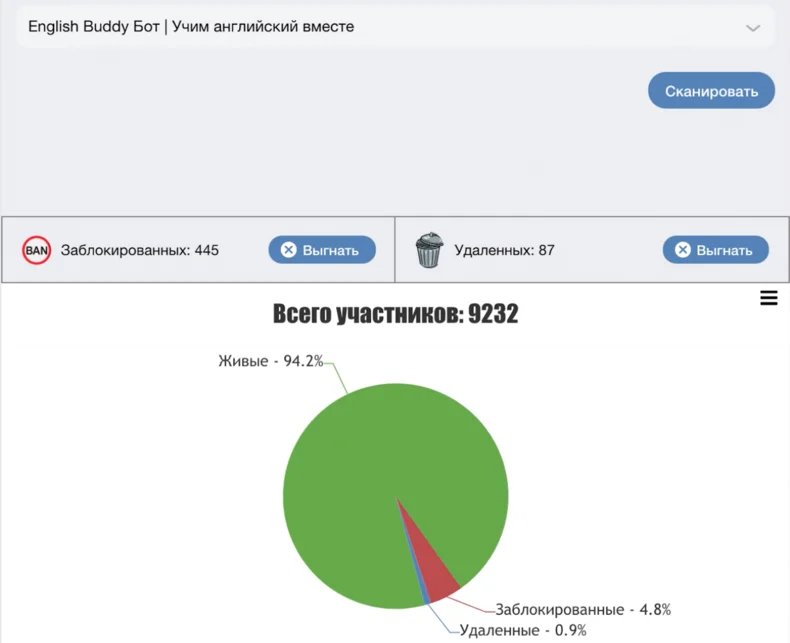 English Buddy Бот | Учим английский вместе
Сканировать
BAN Заблокированных: 445 Выгнать
Удаленных: 87 Выгнать
Всего участников: 9232
Живые - 94.2%
Заблокированные - 4.8%
Удаленные - 0.9%